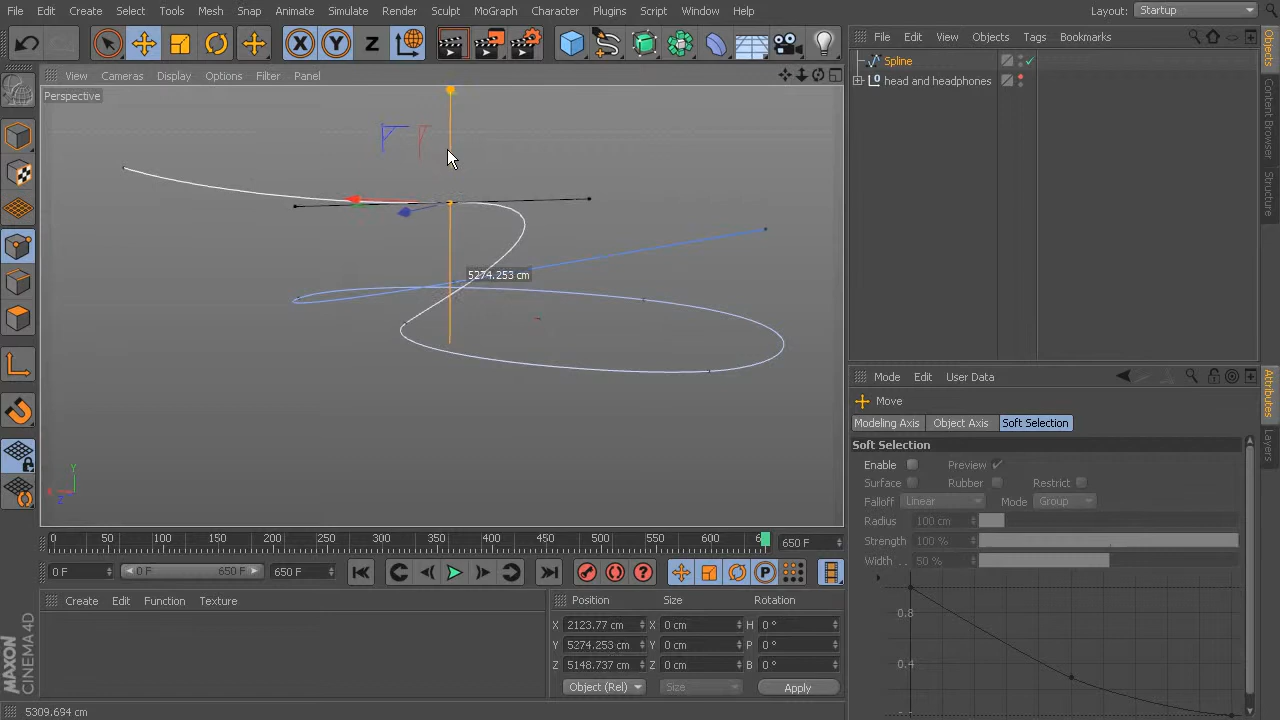 File Edit Create Select Tools Mesh Snap Animate Simulate Render Sculpt MoGraph Character Plugins Script Window Help Layout: Startup
X Y Z
File Edit View Objects Tags Bookmarks
Spline
head and headphones
Objects
Content Browser
Structure
View Cameras Display Options Filter Panel
Perspective
5274.253 cm
Y
X
Z
Mode Edit User Data
Move
Modeling Axis Object Axis Soft Selection
Soft Selection
Enable Preview
Surface Rubber Restrict
Falloff Linear Mode Group
Radius 100 cm
Strength 100 %
Width . . 50 %
0.8
0.4
Attributes
Layers
0 50 100 150 200 250 300 350 400 450 500 550 600 650 F
0 F 0 F 650 F 650 F
Create Edit Function Texture
Position Size Rotation
X 2123.77 cm X 0 cm H 0 °
Y 5274.253 cm Y 0 cm P 0 °
Z 5148.737 cm Z 0 cm B 0 °
Object (Rel) Size Apply
MAXON
CINEMA 4D
5309.694 cm